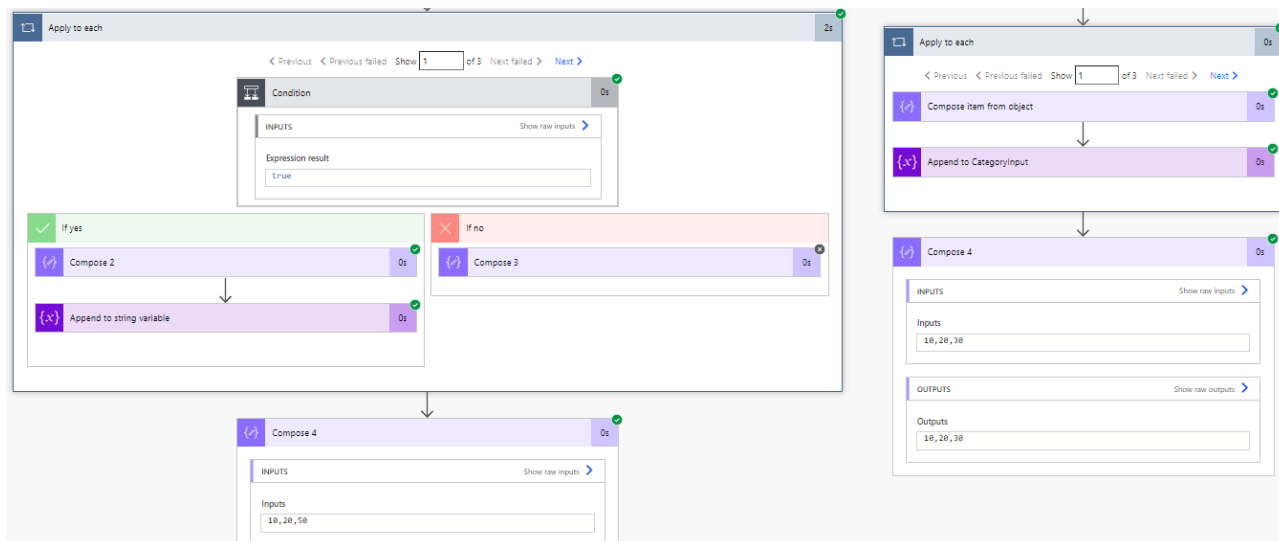 Apply to each
2s
Previous Previous failed Show 1 of 3 Next failed Next
Condition
0s
INPUTS
Show raw inputs
Expression result
true
If yes
Compose 2
0s
Append to string variable
0s
If no
Compose 3
0s
Compose 4
0s
INPUTS
Show raw inputs
Inputs
10,20,50
Apply to each
0s
Previous Previous failed Show 1 of 3 Next failed Next
Compose item from object
0s
{x} Append to CategoryInput
0s
Compose 4
0s
INPUTS
Show raw inputs
Inputs
10,20,30
OUTPUTS
Show raw outputs
Outputs
10,20,30